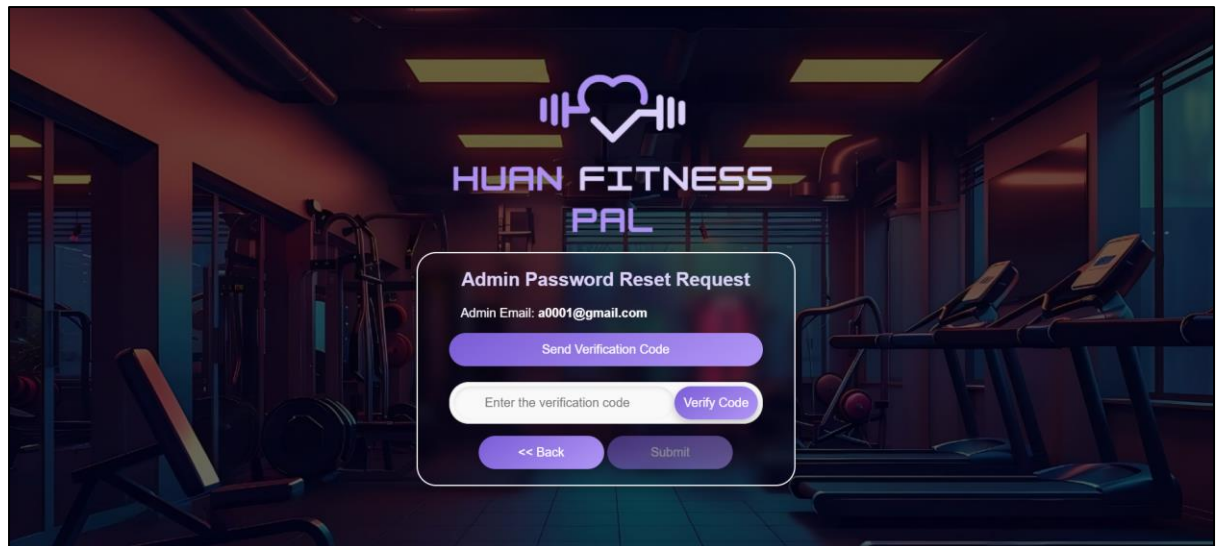 HUAN FITNESS
PAL
Admin Password Reset Request
Admin Email: a0001@gmail.com
Send Verification Code
Enter the verification code
Verify Code
<< Back
Submit